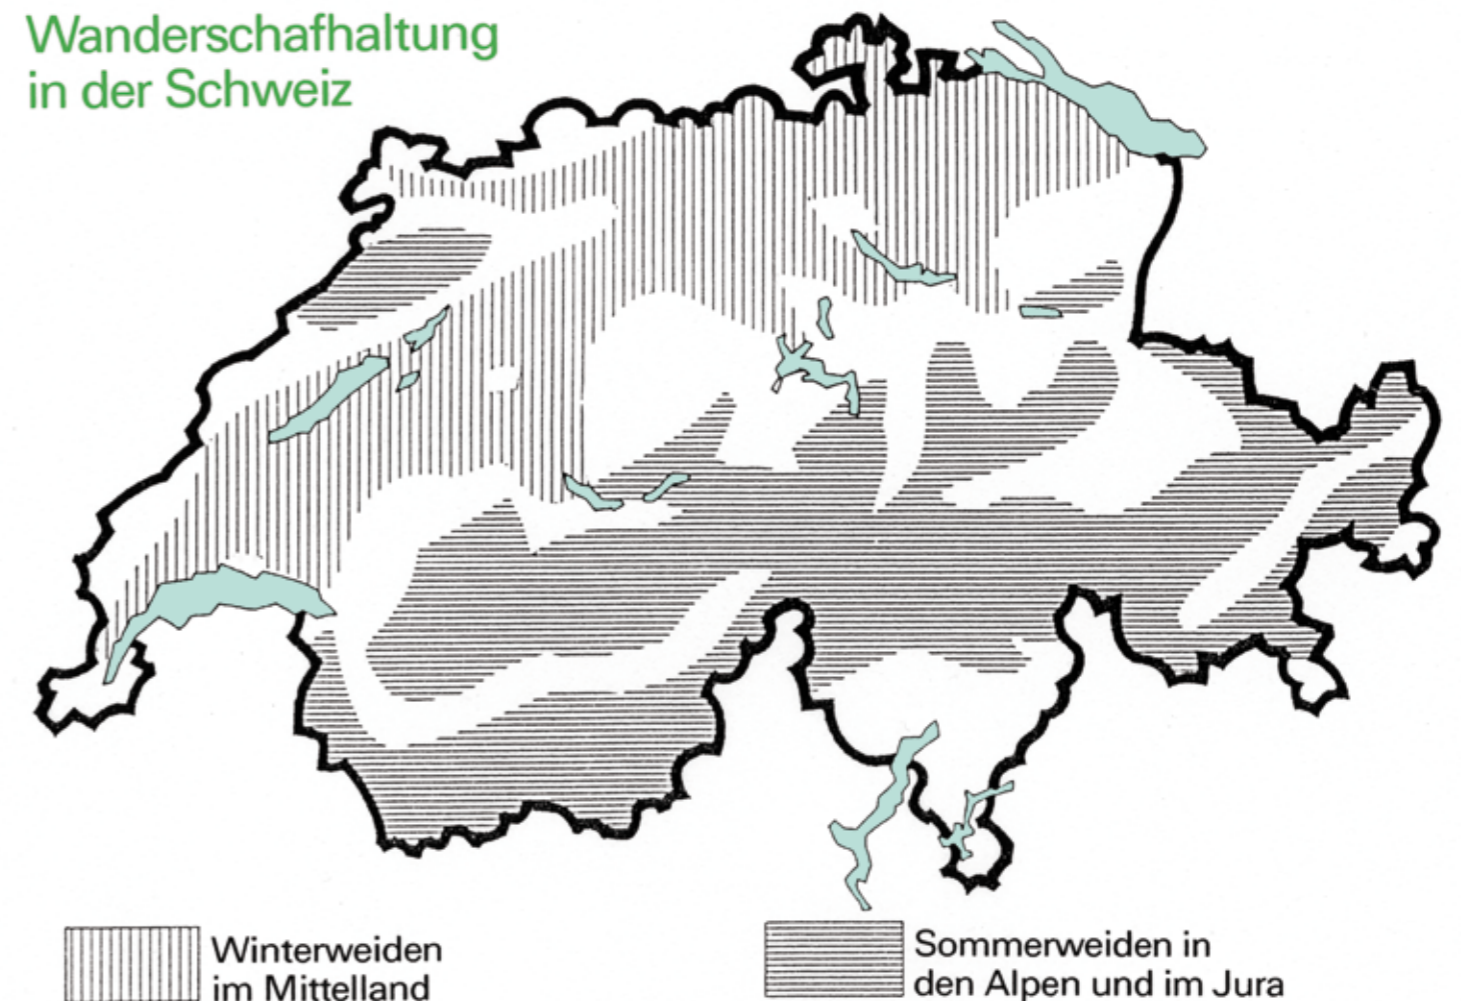 Wanderschafhaltung
in der Schweiz
Winterweiden
im Mittelland
Sommerweiden in
den Alpen und im Jura